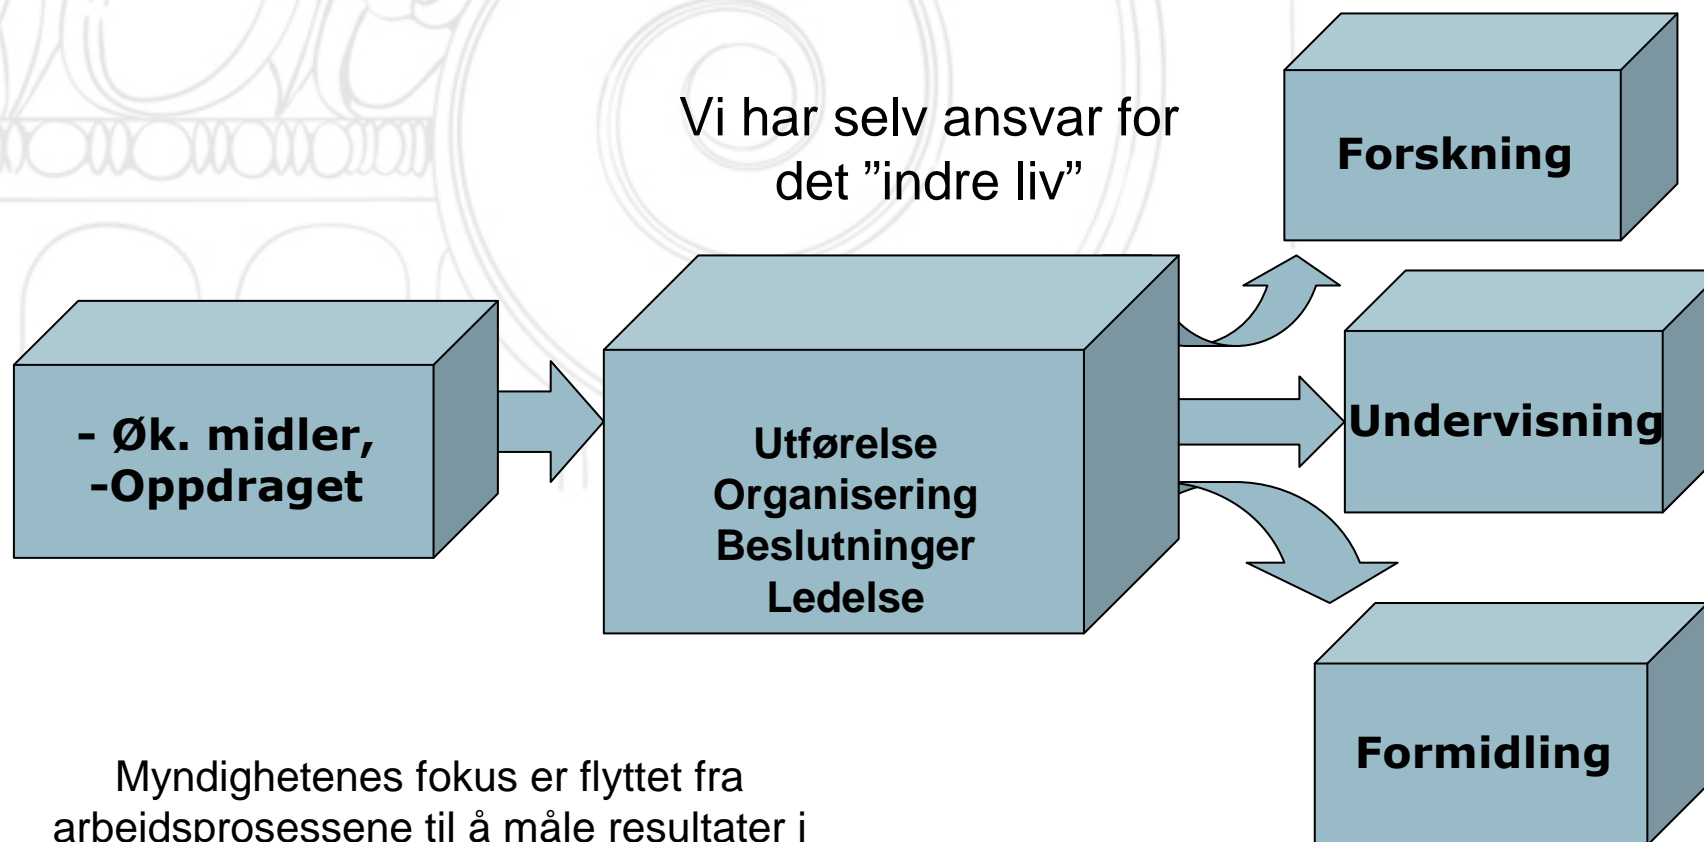 Vi har selv ansvar for
det ”indre liv”
Forskning
- Øk. midler,
-Oppdraget
Utførelse
Organisering
Beslutninger
Ledelse
Undervisning
Formidling
Myndighetenes fokus er flyttet fra
arbeidsprosessene til å måle resultater i